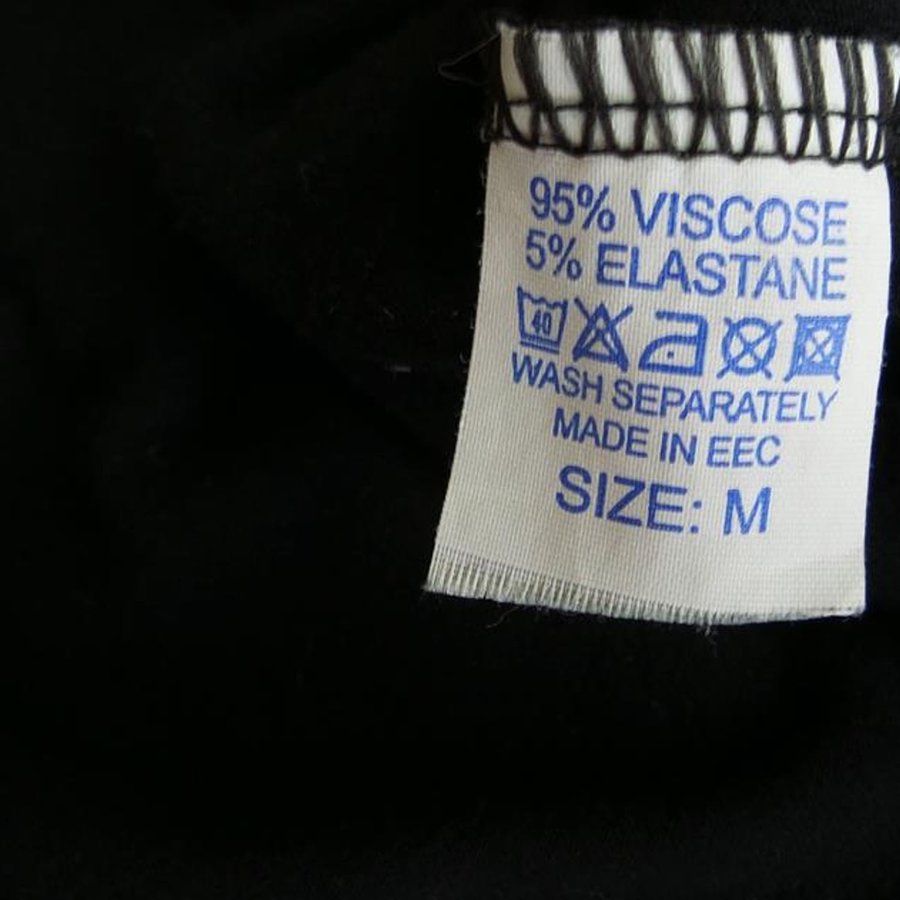 95% VISCOSE
5% ELASTANE
40
WASH SEPARATELY
MADE IN EEC
SIZE: M